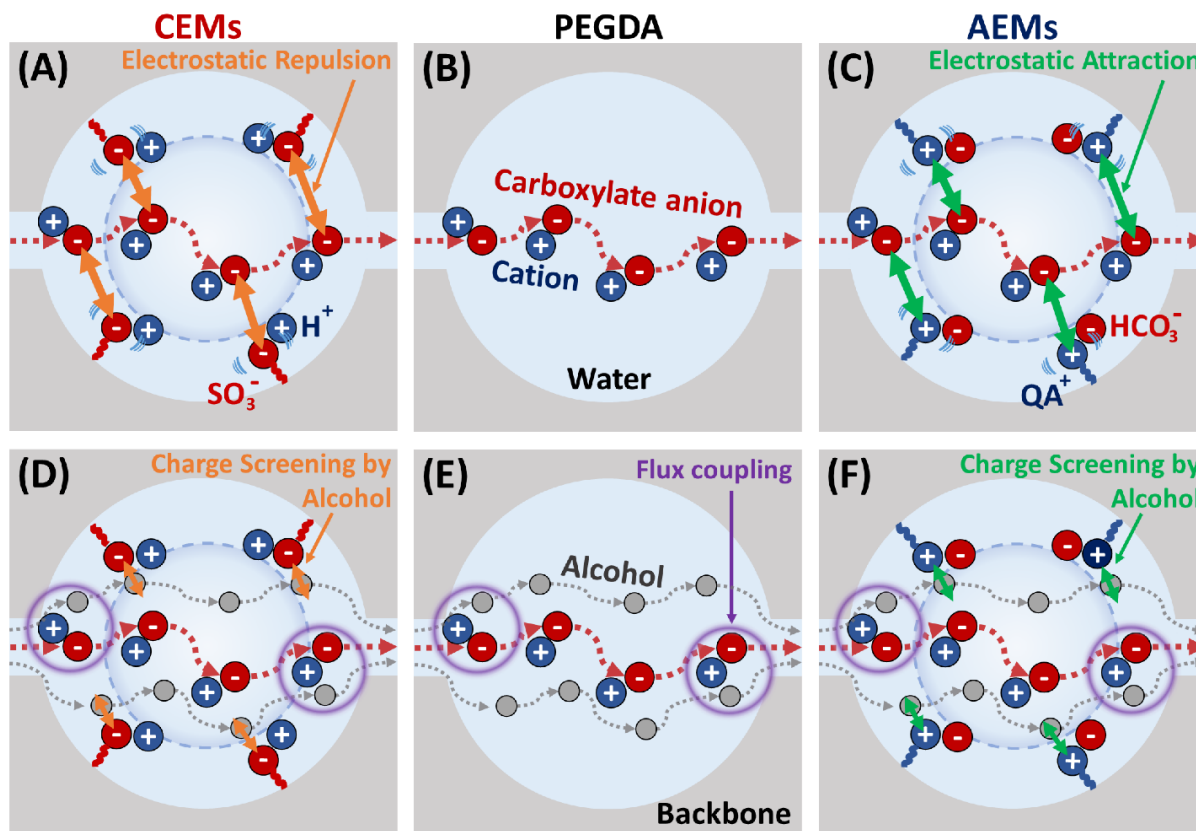 CEMs
PEGDA
AEMs
(A)
Electrostatic Repulsion
H+
SO3-
(B)
Carboxylate anion
Cation
Water
(C)
Electrostatic Attraction
HCO3-
QA+
(D)
Charge Screening by
Alcohol
(E)
Flux coupling
Alcohol
Backbone
(F)
Charge Screening by
Alcohol